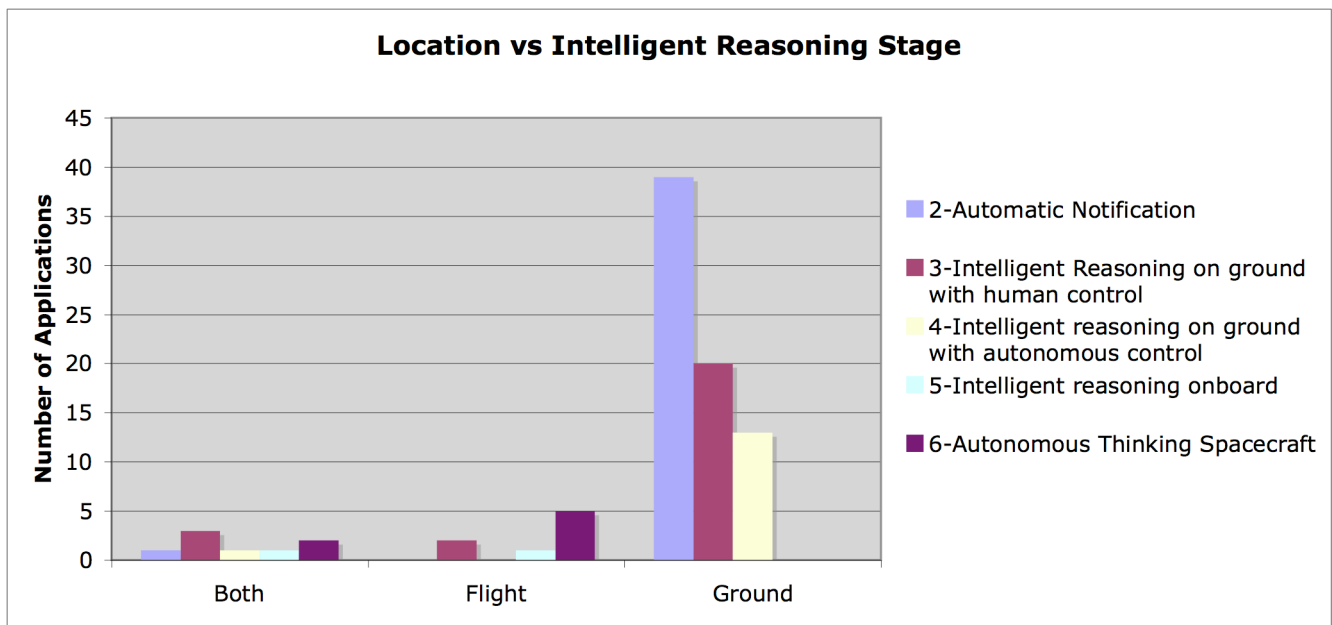 Location vs Intelligent Reasoning Stage
Number of Applications
45
40
35
30
25
20
15
10
5
0
Both
Flight
Ground
2-Automatic Notification
3-Intelligent Reasoning on ground
with human control
4-Intelligent reasoning on ground
with autonomous control
5-Intelligent reasoning onboard
6-Autonomous Thinking Spacecraft